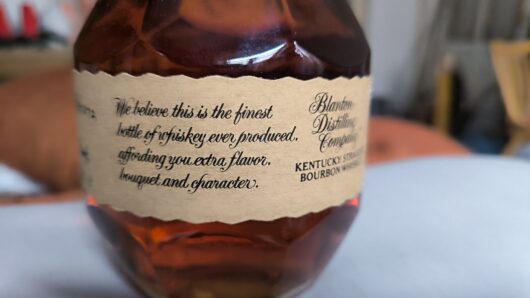 We believe this is the finest
bottle of whiskey ever produced,
affording you extra flavor,
bouquet and character.
Blanton
Distilling
Company
KENTUCKY STRAIGHT
BOURBON WHISKEY